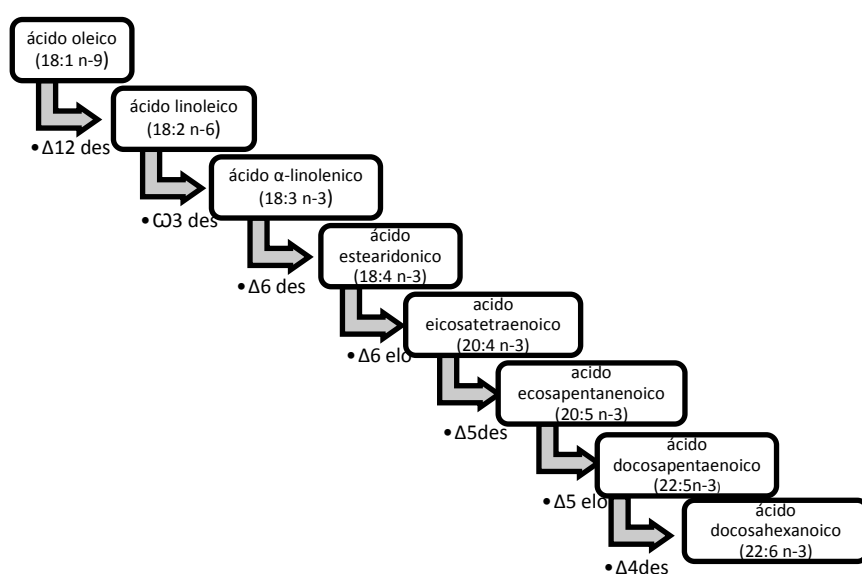 ácido oleico
(18:1 n-9)
• Δ12 des
ácido linoleico
(18:2 n-6)
• ω3 des
ácido α-linolenico
(18:3 n-3)
• Δ6 des
ácido
estearidonico
(18:4 n-3)
• Δ6 elo
acido
eicosatetraenoico
(20:4 n-3)
• Δ5des
acido
ecosapentanenoico
(20:5 n-3)
• Δ5 elo
ácido
docosapentaenoico
(22:5n-3)
• Δ4des
ácido
docosahexanoico
(22:6 n-3)